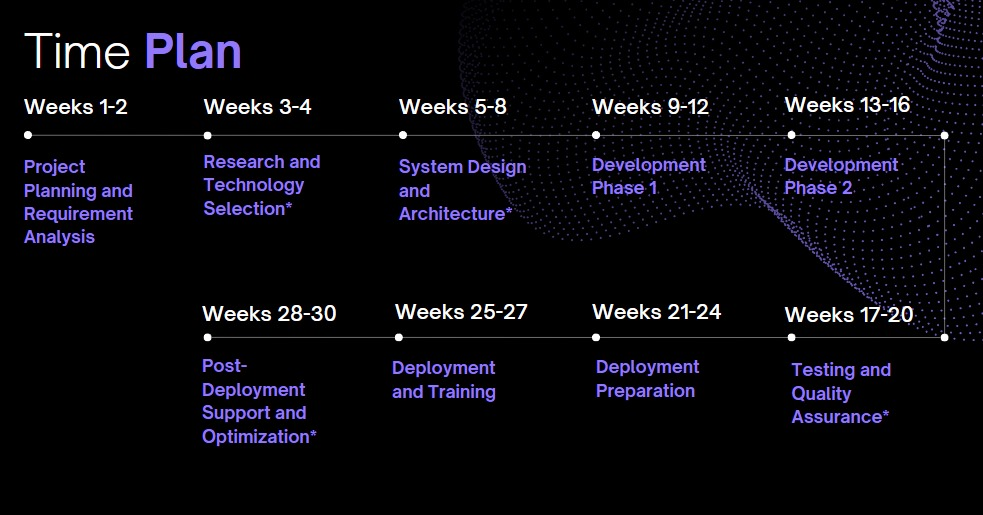 Time Plan
Weeks 1-2
Project
Planning and
Requirement
Analysis
Weeks 3-4
Research and
Technology
Selection*
Weeks 5-8
System Design
and
Architecture*
Weeks 9-12
Development
Phase 1
Weeks 13-16
Development
Phase 2
Weeks 17-20
Testing and
Quality
Assurance*
Weeks 21-24
Deployment
Preparation
Weeks 25-27
Deployment
and Training
Weeks 28-30
Post-
Deployment
Support and
Optimization*